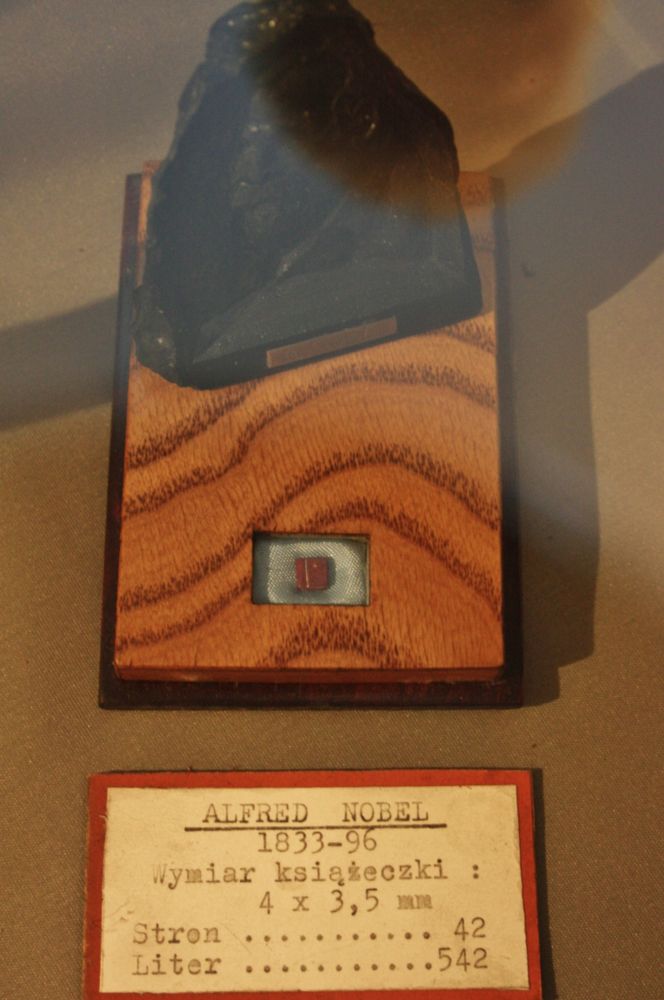 ALFRED NOBEL
1833-96
Wymiar książeczki :
4 x 3,5 mm
Stron ........... 42
Liter ...........542